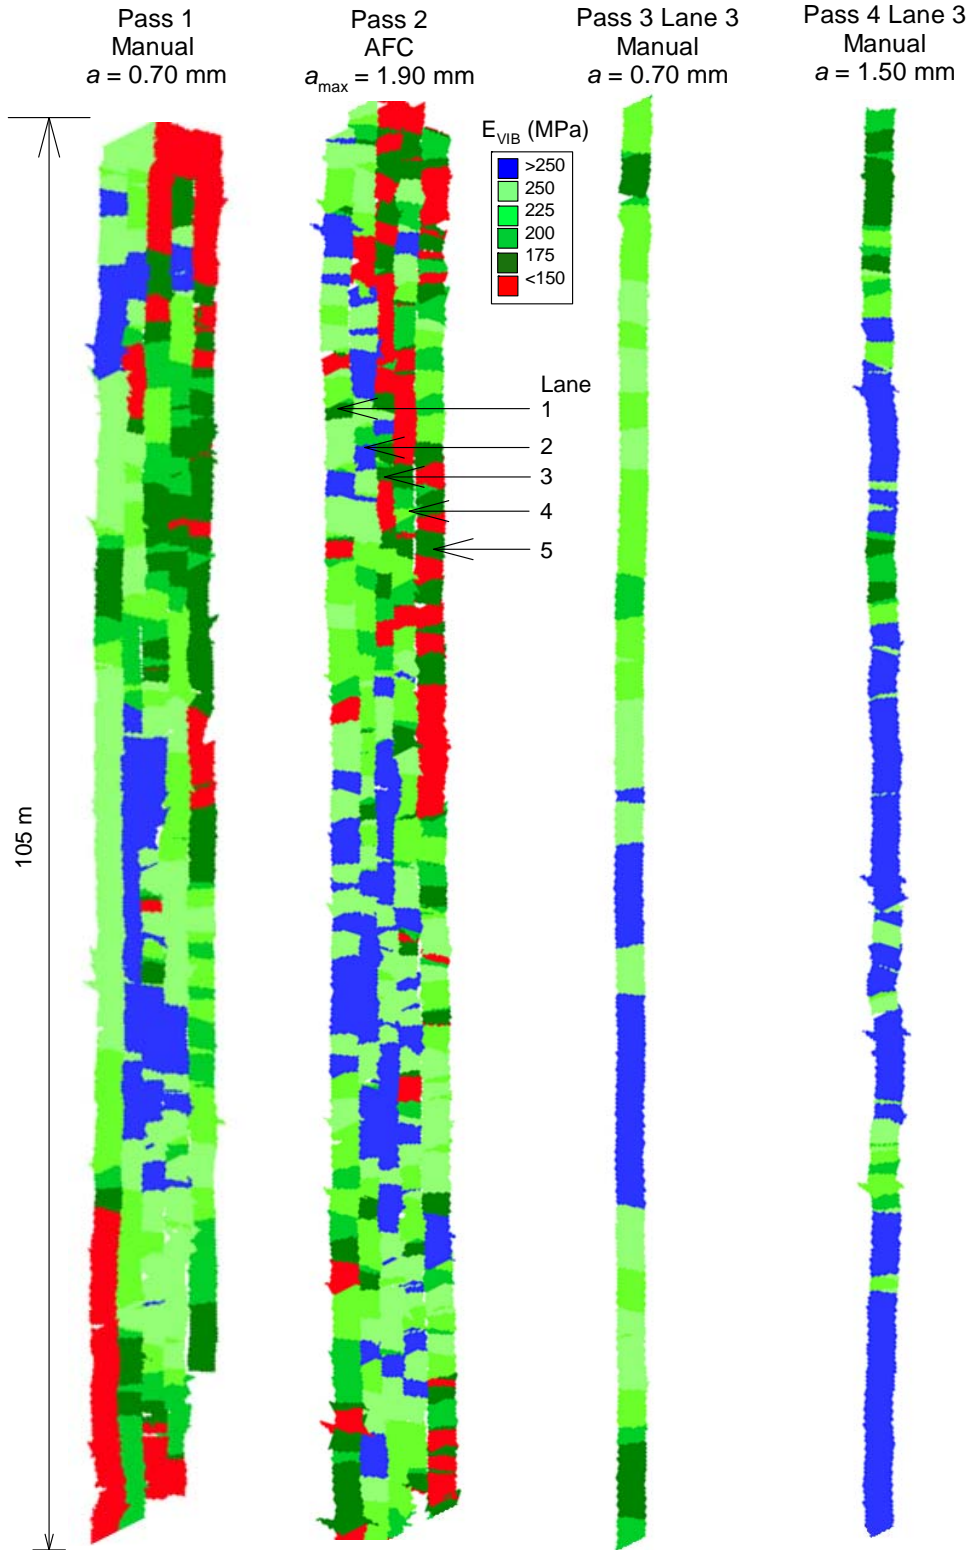 Pass 1
Manual
a = 0.70 mm
Pass 2
AFC
a_max = 1.90 mm
Pass 3 Lane 3
Manual
a = 0.70 mm
Pass 4 Lane 3
Manual
a = 1.50 mm
E_VIB (MPa)
>250
250
225
200
175
<150
Lane
1
2
3
4
5
105 m